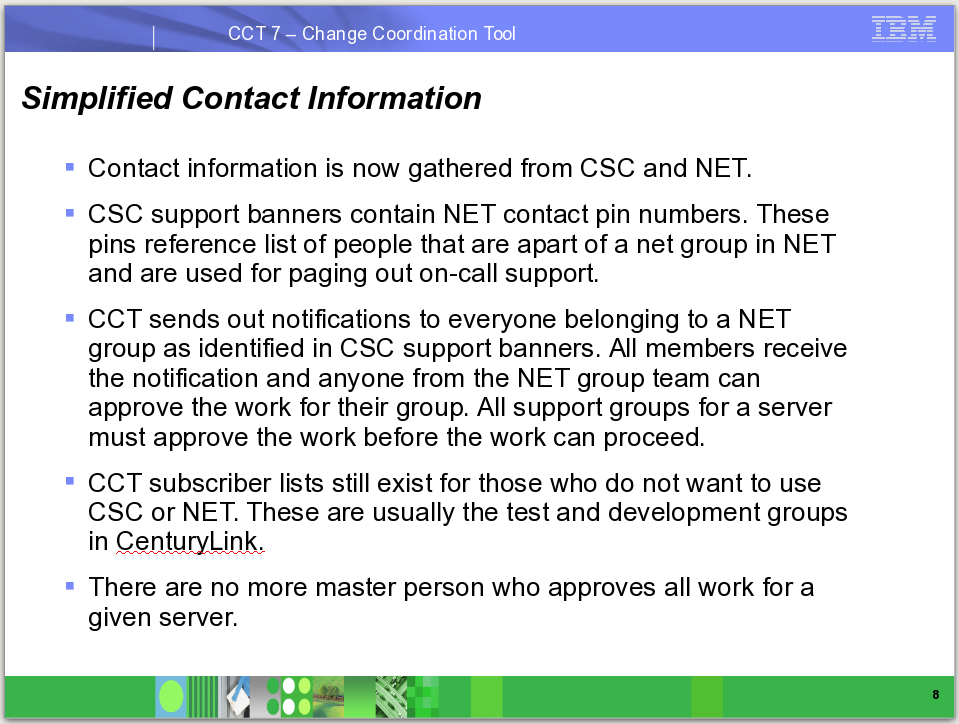 CCT 7 – Change Coordination Tool
IBM
Simplified Contact Information
Contact information is now gathered from CSC and NET.
CSC support banners contain NET contact pin numbers. These
pins reference list of people that are apart of a net group in NET
and are used for paging out on-call support.
CCT sends out notifications to everyone belonging to a NET
group as identified in CSC support banners. All members receive
the notification and anyone from the NET group team can
approve the work for their group. All support groups for a server
must approve the work before the work can proceed.
CCT subscriber lists still exist for those who do not want to use
CSC or NET. These are usually the test and development groups
in CenturyLink.
There are no more master person who approves all work for a
given server.
8